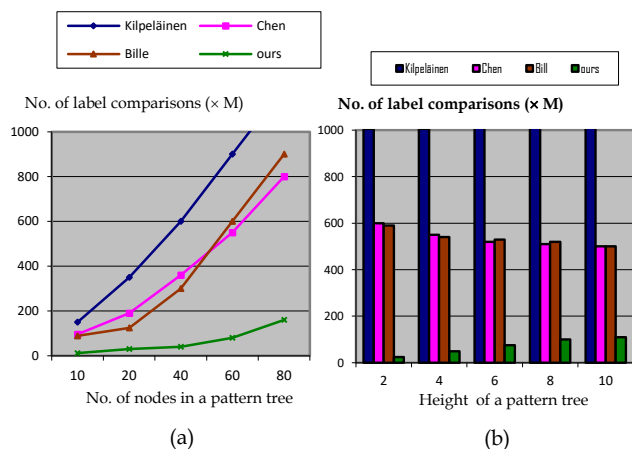 Kilpeläinen Chen
Bille ours
No. of label comparisons (× M)
1000
800
600
400
200
0
10 20 40 60 80
No. of nodes in a pattern tree
(a)
Kilpeläinen Chen Bill ours
No. of label comparisons (× M)
1000
800
600
400
200
0
2 4 6 8 10
Height of a pattern tree
(b)